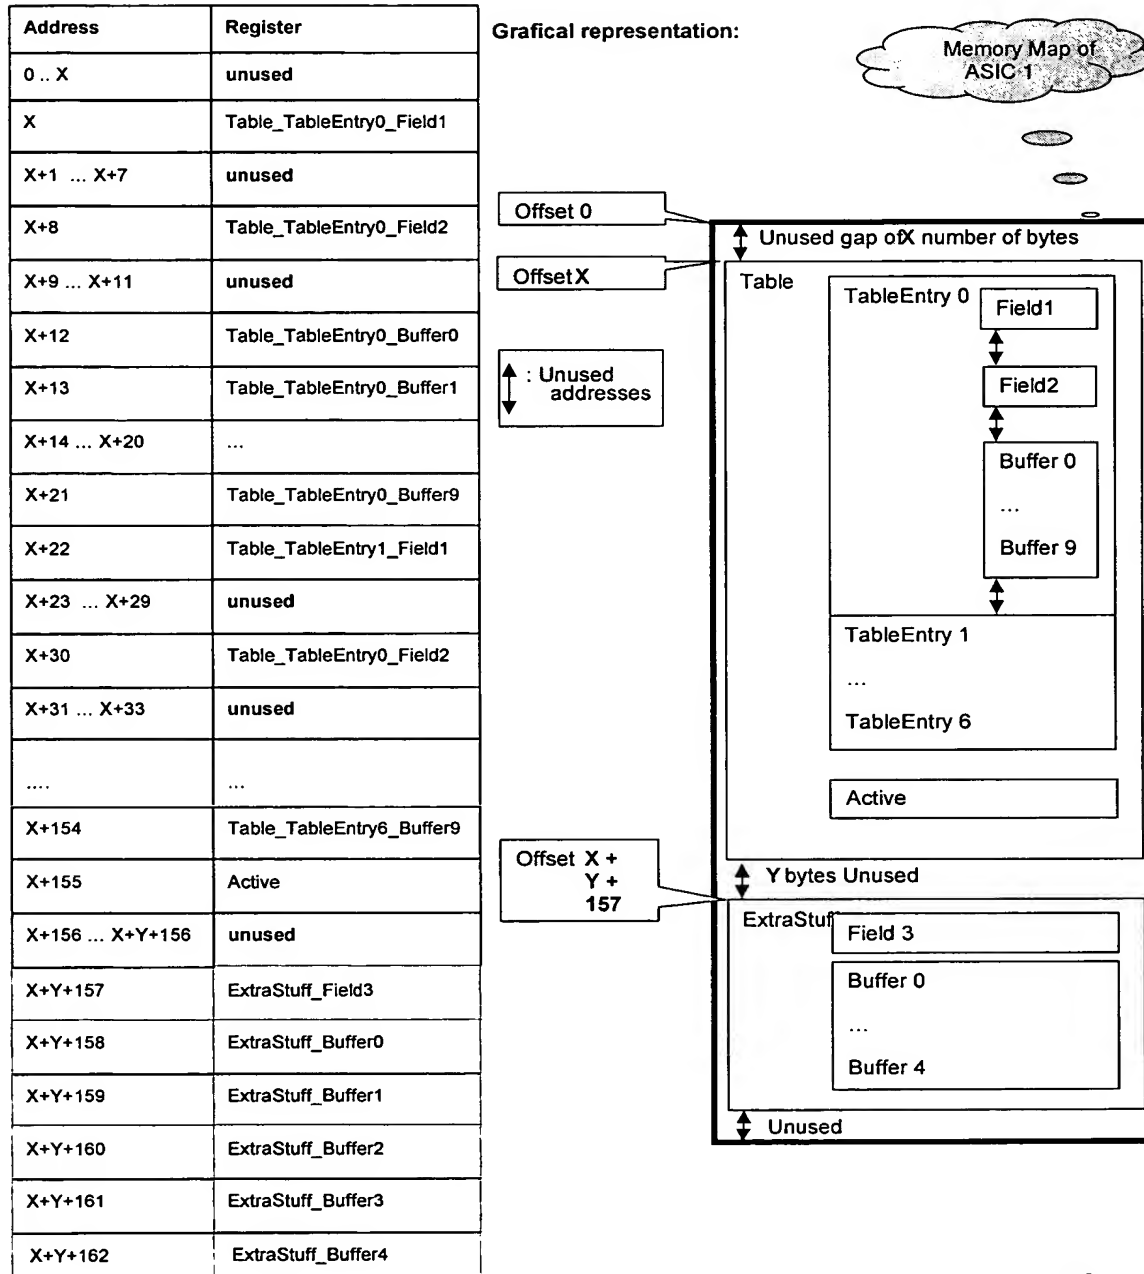 Address Register
0 .. X unused
X Table_TableEntry0_Field1
X+1 ... X+7 unused
X+8 Table_TableEntry0_Field2
X+9 ... X+11 unused
X+12 Table_TableEntry0_Buffer0
X+13 Table_TableEntry0_Buffer1
X+14 ... X+20 ...
X+21 Table_TableEntry0_Buffer9
X+22 Table_TableEntry1_Field1
X+23 ... X+29 unused
X+30 Table_TableEntry0_Field2
X+31 ... X+33 unused
.... ...
X+154 Table_TableEntry6_Buffer9
X+155 Active
X+156 ... X+Y+156 unused
X+Y+157 ExtraStuff_Field3
X+Y+158 ExtraStuff_Buffer0
X+Y+159 ExtraStuff_Buffer1
X+Y+160 ExtraStuff_Buffer2
X+Y+161 ExtraStuff_Buffer3
X+Y+162 ExtraStuff_Buffer4
Grafical representation:
Memory Map of
ASIC 1
Offset 0
Unused gap of X number of bytes
Offset X
Table
TableEntry 0
Field1
: Unused
addresses
Field2
Buffer 0
...
Buffer 9
TableEntry 1
...
TableEntry 6
Active
Offset X +
Y +
157
Y bytes Unused
ExtraStuf
Field 3
Buffer 0
...
Buffer 4
Unused